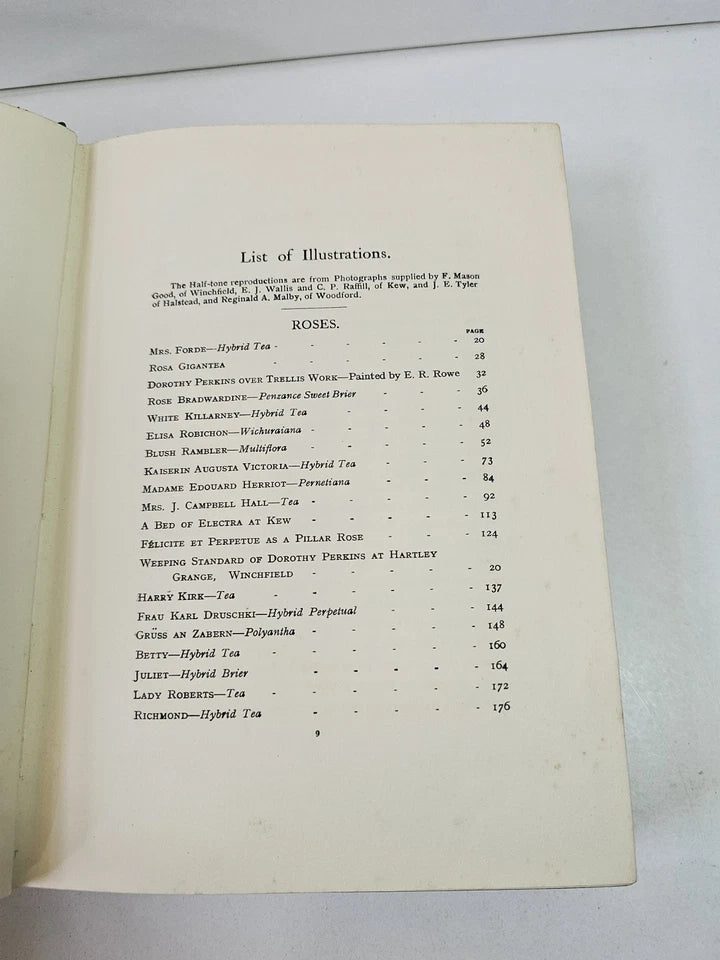 List of Illustrations.
The Half-tone reproductions are from Photographs supplied by F. Mason
Good, of Winchfield, E. J. Wallis and C. P. Raffill, of Kew, and J. E. Tyler
of Halstead, and Reginald A. Malby, of Woodford.
ROSES.
PAGE
MRS. FORDE—Hybrid Tea - - - - - - 20
ROSA GIGANTEA - - - - - - 28
DOROTHY PERKINS OVER TRELLIS WORK—Painted by E. R. Rowe 32
ROSE BRADWARDINE—Penzance Sweet Brier - - - 36
WHITE KILLARNEY—Hybrid Tea - - - - 44
ELISA ROBICHON—Wichuraiana - - - - - 48
BLUSH RAMBLER—Multiflora - - - - - 52
KAISERIN AUGUSTA VICTORIA—Hybrid Tea - - - 73
MADAME EDOUARD HERRIOT—Pernetiana - - - 84
MRS. J. CAMPBELL HALL—Tea - - - - - 92
A BED OF ELECTRA AT KEW - - - - - 113
FÉLICITE ET PERPETUE AS A PILLAR ROSE - - - 124
WEEPING STANDARD OF DOROTHY PERKINS AT HARTLEY
GRANGE, WINCHFIELD - - - - - 20
HARRY KIRK—Tea - - - - - - 137
FRAU KARL DRUSCHKI—Hybrid Perpetual - - - 144
GRÜSS AN ZABERN—Polyantha - - - - - 148
BETTY—Hybrid Tea - - - - - - 160
JULIET—Hybrid Brier - - - - - 164
LADY ROBERTS—Tea - - - - - - 172
RICHMOND—Hybrid Tea - - - - - 176
9